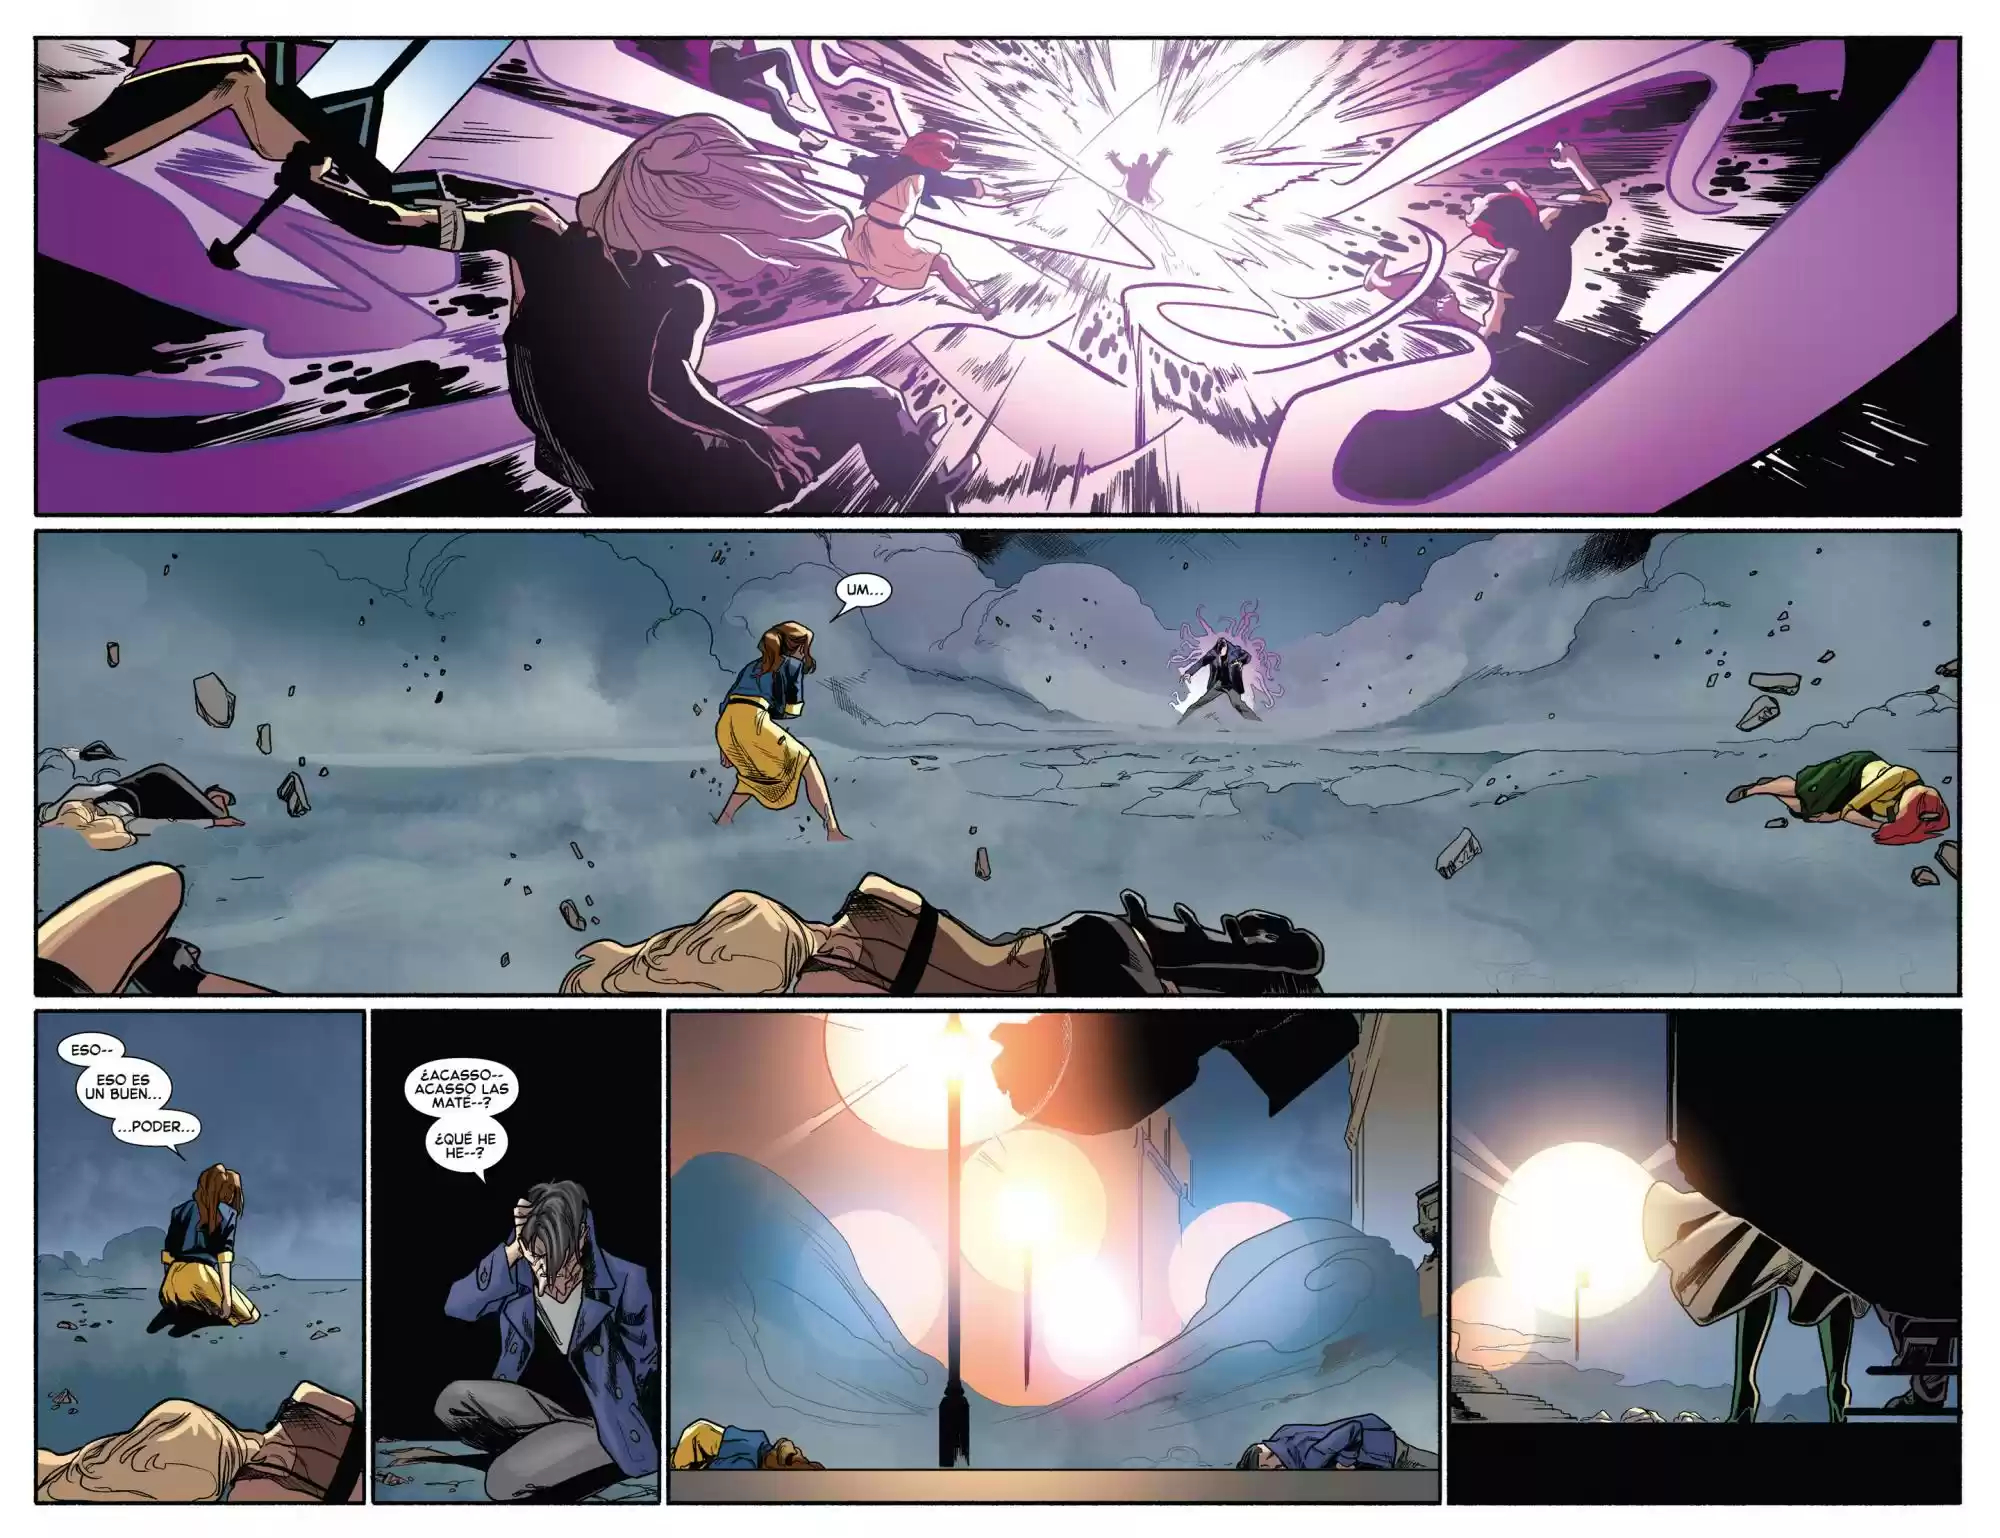 UM...
ESO--
ESO ES
UN BUEN...
...PODER...
¿ACASSO--
ACASSO LAS
MATÉ--?
¿QUÉ HE
HE--?